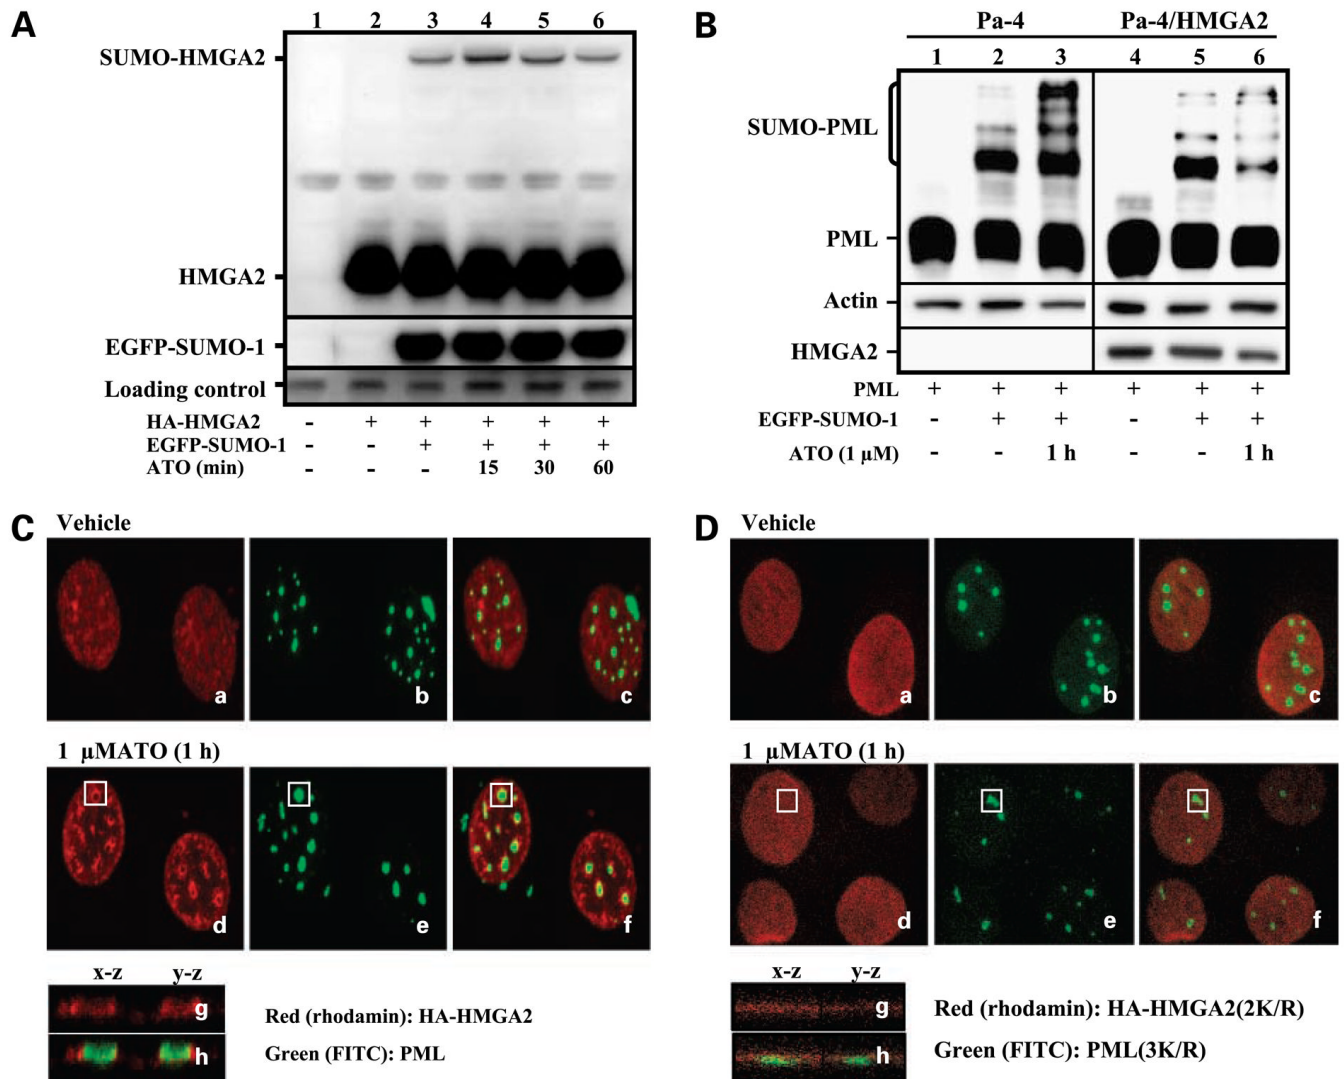 A
1 2 3 4 5 6
SUMO-HMGA2
HMGA2
EGFP-SUMO-1
Loading control
HA-HMGA2 - + + + + +
EGFP-SUMO-1 - - + + + +
ATO (min) - - - 15 30 60
B
Pa-4 Pa-4/HMGA2
1 2 3 4 5 6
SUMO-PML
PML
Actin
HMGA2
PML + + + + + +
EGFP-SUMO-1 - + + - + +
ATO (1 µM) - - 1 h - - 1 h
C
Vehicle
a b c
1 µMATO (1 h)
d e f
x-z y-z
g
h
Red (rhodamin): HA-HMGA2
Green (FITC): PML
D
Vehicle
a b c
1 µMATO (1 h)
d e f
x-z y-z
g
h
Red (rhodamin): HA-HMGA2(2K/R)
Green (FITC): PML(3K/R)